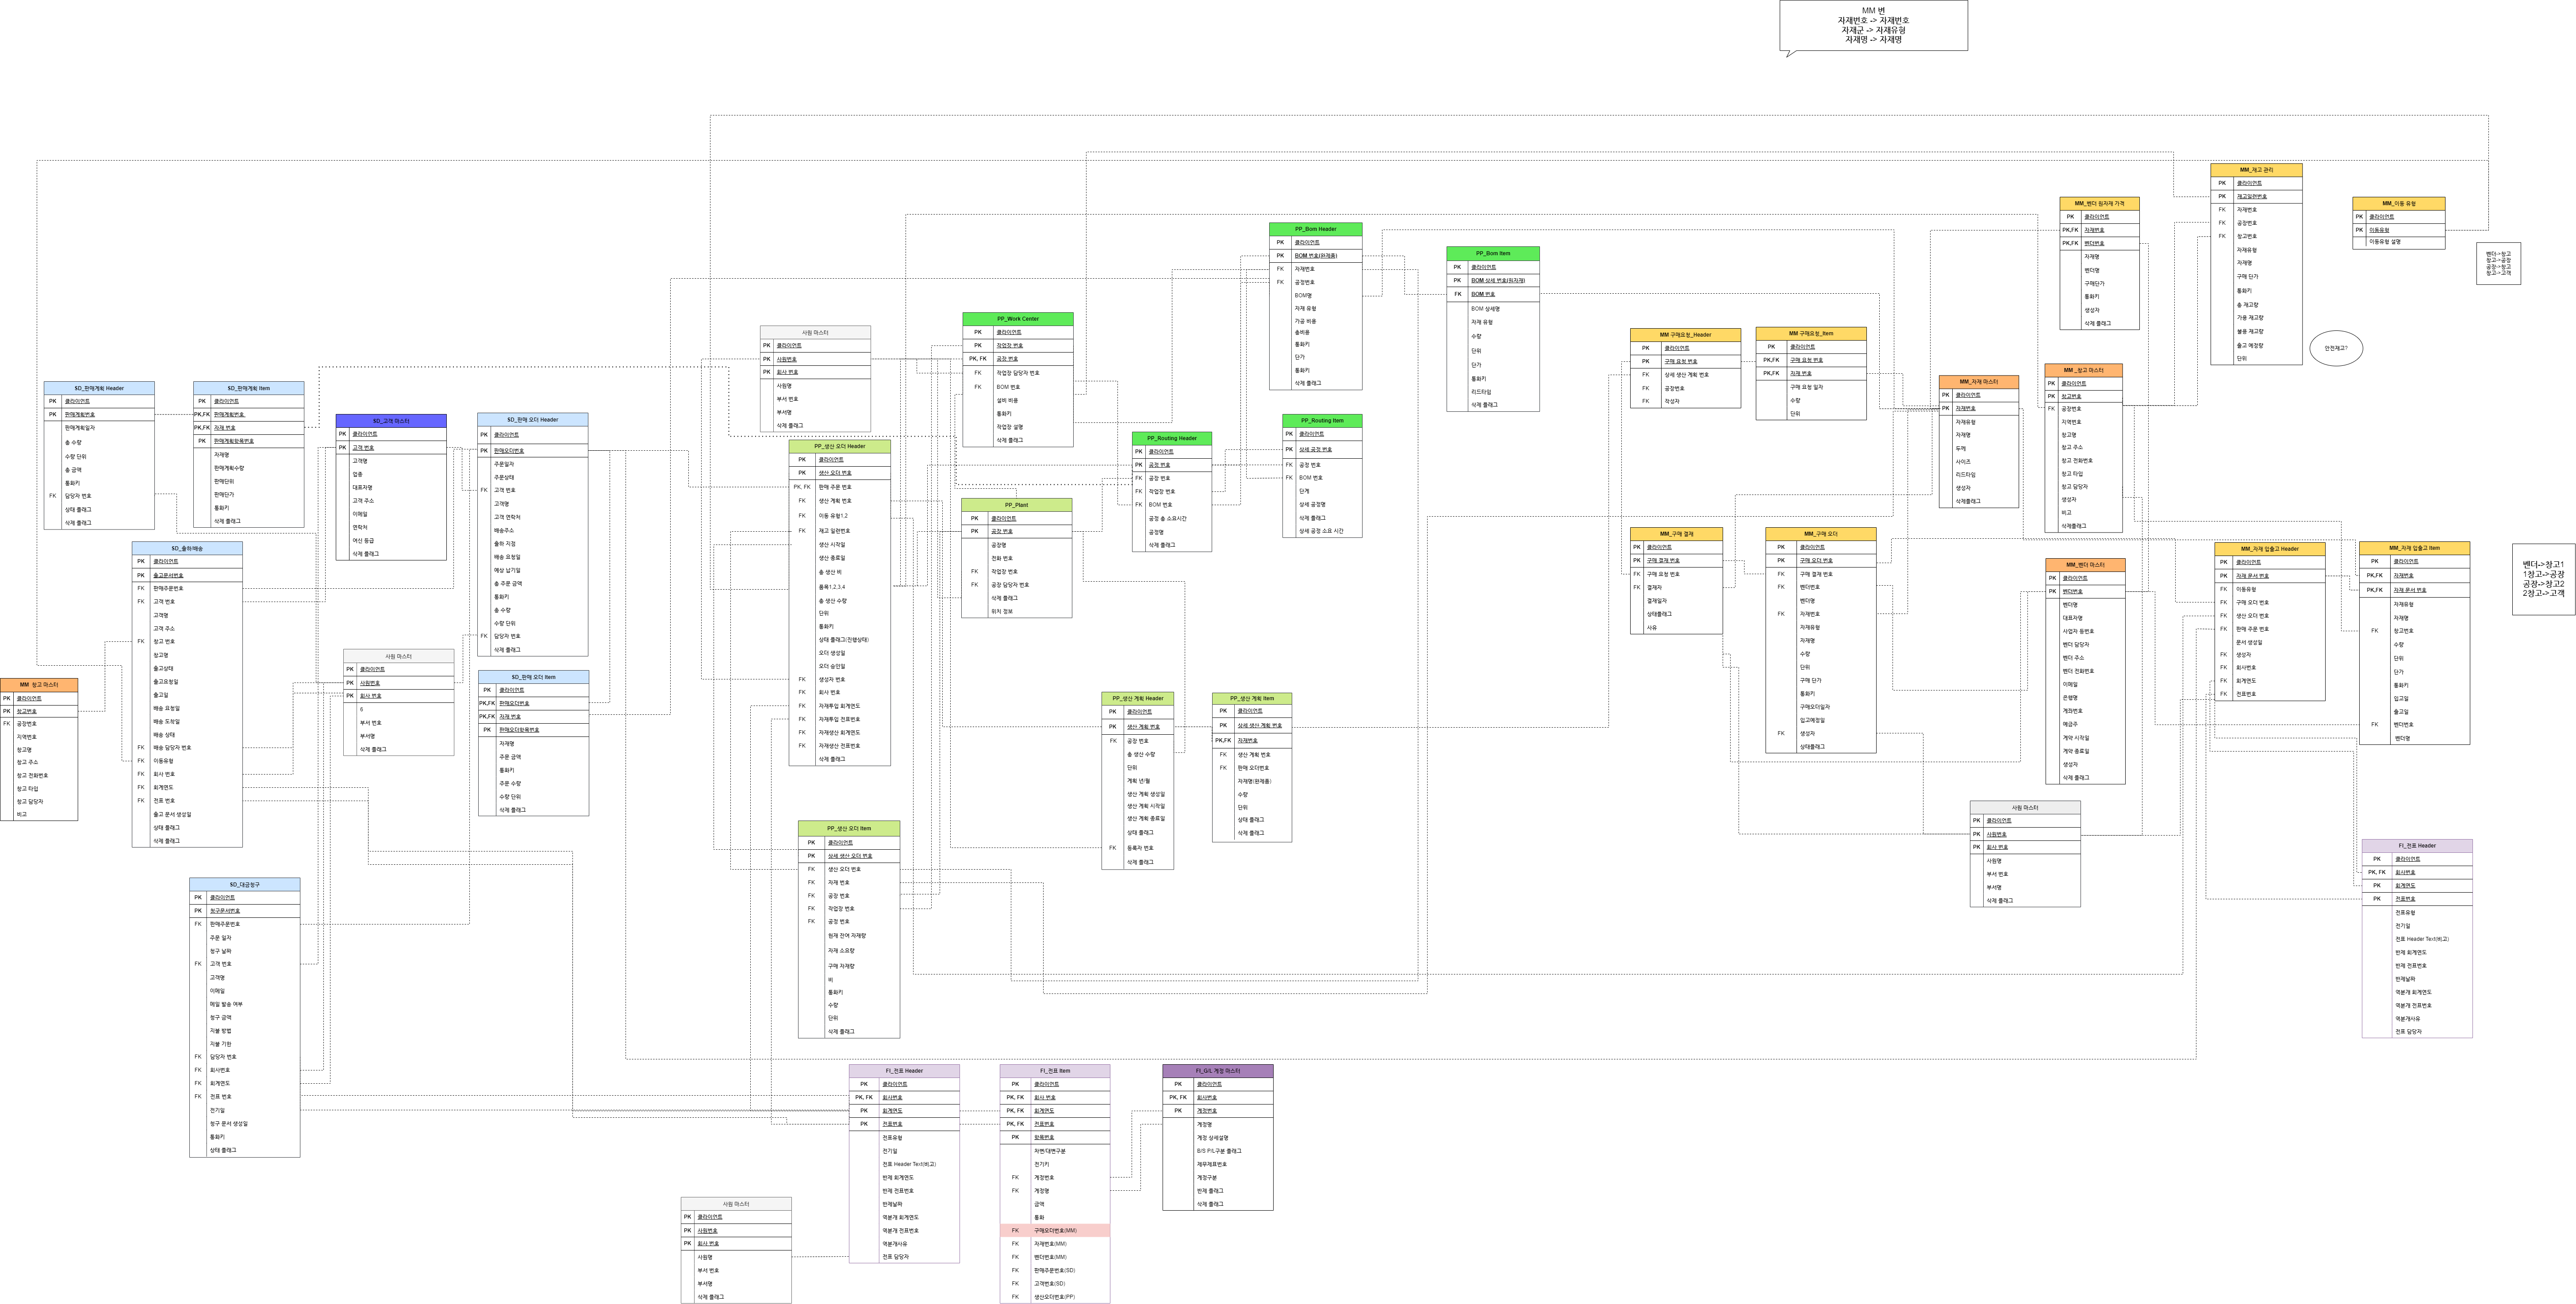 MM 변
자재번호 -> 자재번호
자재군 -> 자재유형
자재명 -> 자재명
SD_판매계획 Header
PK 클라이언트
PK 판매계획번호
판매계획일자
총 수량
수량 단위
총 금액
통화키
FK 담당자 번호
상태 플래그
삭제 플래그
SD_판매계획 Item
PK 클라이언트
PK,FK 판매계획번호
PK,FK 자재 번호
PK 판매계획항목번호
자재명
판매계획수량
판매단위
판매단가
통화키
삭제 플래그
SD_고객 마스터
PK 클라이언트
PK 고객 번호
고객명
업종
대표자명
고객 주소
이메일
연락처
여신 등급
삭제 플래그
SD_판매 오더 Header
PK 클라이언트
PK 판매오더번호
주문일자
주문상태
FK 고객 번호
고객명
고객 연락처
배송주소
출하 지점
배송 요청일
예상 납기일
총 주문 금액
통화키
총 수량
수량 단위
FK 담당자 번호
삭제 플래그
SD_출하/배송
PK 클라이언트
PK 출고문서번호
FK 판매주문번호
FK 고객 번호
고객명
고객 주소
FK 창고 번호
창고명
출고상태
출고요청일
출고일
배송 요청일
배송 도착일
배송 상태
FK 배송 담당자 번호
FK 이동유형
FK 회사 번호
FK 회계연도
FK 전표 번호
출고 문서 생성일
상태 플래그
삭제 플래그
MM_창고 마스터
PK 클라이언트
PK 창고번호
FK 공장번호
지역번호
창고명
창고 주소
창고 전화번호
창고 타입
창고 담당자
비고
사원 마스터
PK 클라이언트
PK 사원번호
PK 회사 번호
6
부서 번호
부서명
삭제 플래그
SD_판매 오더 Item
PK 클라이언트
PK,FK 판매오더번호
PK,FK 자재 번호
PK 판매오더항목번호
자재명
주문 금액
통화키
주문 수량
수량 단위
삭제 플래그
SD_대금청구
PK 클라이언트
PK 청구문서번호
FK 판매주문번호
주문 일자
청구 날짜
FK 고객 번호
고객명
이메일
메일 발송 여부
청구 금액
지불 방법
지불 기한
FK 담당자 번호
FK 회사번호
FK 회계연도
FK 전표 번호
전기일
청구 문서 생성일
통화키
상태 플래그
사원 마스터
PK 클라이언트
PK 사원번호
PK 회사 번호
사원명
부서 번호
부서명
삭제 플래그
PP_생산 오더 Header
PK 클라이언트
PK 생산 오더 번호
PK, FK 판매 주문 번호
FK 생산 계획 번호
FK 이동 유형1,2
FK 재고 일련번호
생산 시작일
생산 종료일
총 생산 비
품목1,2,3,4
총 생산 수량
단위
통화키
상태 플래그(진행상태)
오더 생성일
오더 승인일
FK 생산자 번호
FK 회사 번호
FK 자재투입 회계연도
FK 자재투입 전표번호
FK 자재생산 회계연도
FK 자재생산 전표번호
삭제 플래그
PP_생산 오더 Item
PK 클라이언트
PK 상세 생산 오더 번호
FK 생산 오더 번호
FK 자재 번호
FK 공장 번호
FK 작업장 번호
FK 공정 번호
현재 잔여 자재량
자재 소요량
구매 자재량
비
통화키
수량
단위
삭제 플래그
PP_Work Center
PK 클라이언트
PK 작업장 번호
PK, FK 공장 번호
FK 작업장 담당자 번호
FK BOM 번호
설비 비용
통화키
작업장 설명
삭제 플래그
PP_Plant
PK 클라이언트
PK 공장 번호
공장명
전화 번호
FK 작업장 번호
FK 공장 담당자 번호
삭제 플래그
위치 정보
PP_Routing Header
PK 클라이언트
PK 공정 번호
FK 공장 번호
FK 작업장 번호
FK BOM 번호
공정 총 소요시간
공정명
삭제 플래그
PP_Bom Header
PK 클라이언트
PK BOM 번호(완제품)
FK 자재번호
FK 공정번호
BOM명
자재 유형
가공 비용
총비용
통화키
단가
통화키
삭제 플래그
PP_Routing Item
PK 클라이언트
PK 상세 공정 번호
FK 공정 번호
FK BOM 번호
단계
상세 공정명
삭제 플래그
상세 공정 소요 시간
PP_Bom Item
PK 클라이언트
PK BOM 상세 번호(원자재)
FK BOM 번호
BOM 상세명
자재 유형
수량
단위
단가
통화키
리드타임
삭제 플래그
PP_생산 계획 Header
PK 클라이언트
PK 생산 계획 번호
FK 공장 번호
총 생산 수량
단위
계획 년/월
생산 계획 생성일
생산 계획 시작일
생산 계획 종료일
상태 플래그
FK 등록자 번호
삭제 플래그
PP_생산 계획 Item
PK 클라이언트
PK 상세 생산 계획 번호
PK,FK 자재번호
FK 생산 계획 번호
FK 판매 오더번호
자재명(완제품)
수량
단위
상태 플래그
삭제 플래그
FI_전표 Header
PK 클라이언트
PK, FK 회사번호
PK 회계연도
PK 전표번호
전표유형
전기일
전표 Header Text(비고)
반제 회계연도
반제 전표번호
반제날짜
역분개 회계연도
역분개 전표번호
역분개사유
전표 담당자
FI_전표 Item
PK 클라이언트
PK, FK 회사 번호
PK, FK 회계연도
PK, FK 전표번호
PK 항목번호
차변/대변구분
전기키
FK 계정번호
FK 계정명
금액
통화
FK 구매오더번호(MM)
FK 자재번호(MM)
FK 벤더번호(MM)
FK 판매주문번호(SD)
FK 고객번호(SD)
FK 생산오더번호(PP)
FI_G/L 계정 마스터
PK 클라이언트
PK, FK 회사번호
PK 계정번호
계정명
계정 상세설명
B/S P/L구분 플래그
재무제표번호
계정구분
반제 플래그
삭제 플래그
사원 마스터
PK 클라이언트
PK 사원번호
PK 회사 번호
사원명
부서 번호
부서명
삭제 플래그
MM 구매요청_Header
PK 클라이언트
PK 구매 요청 번호
FK 상세 생산 계획 번호
FK 공장번호
FK 작성자
MM 구매요청_Item
PK 클라이언트
PK,FK 구매 요청 번호
PK,FK 자재 번호
구매 요청 일자
수량
단위
MM_구매 결재
PK 클라이언트
PK 구매 결재 번호
FK 구매 요청 번호
FK 결재자
결재일자
상태플래그
사유
MM_구매 오더
PK 클라이언트
PK 구매 오더 번호
FK 구매 결재 번호
FK 벤더번호
벤더명
FK 자재번호
자재유형
자재명
수량
단위
구매 단가
통화키
구매오더일자
입고예정일
FK 생성자
상태플래그
MM_자재 마스터
PK 클라이언트
PK 자재번호
자재유형
자재명
두께
사이즈
리드타임
생성자
삭제플래그
MM_벤더 원자재 가격
PK 클라이언트
PK,FK 자재번호
PK,FK 벤더번호
자재명
벤더명
구매단가
통화키
생성자
삭제 플래그
MM_창고 마스터
PK 클라이언트
PK 창고번호
FK 공장번호
지역번호
창고명
창고 주소
창고 전화번호
창고 타입
창고 담당자
생성자
비고
삭제플래그
MM_벤더 마스터
PK 클라이언트
PK 벤더번호
벤더명
대표자명
사업자 등번호
벤더 담당자
벤더 주소
벤더 전화번호
이메일
은행명
계좌번호
예금주
계약 시작일
계약 종료일
생성자
삭제 플래그
사원 마스터
PK 클라이언트
PK 사원번호
PK 회사 번호
사원명
부서 번호
부서명
삭제 플래그
MM_재고 관리
PK 클라이언트
PK 재고일련번호
FK 자재번호
FK 공장번호
FK 창고번호
자재유형
자재명
구매 단가
통화키
총 재고량
가용 재고량
불용 재고량
출고 예정량
단위
MM_이동 유형
PK 클라이언트
PK 이동유형
이동유형 설명
벤더->창고
창고->공장
공장->창고
창고->고객
안전재고?
MM_자재 입출고 Header
PK 클라이언트
PK 자재 문서 번호
FK 이동유형
FK 구매 오더 번호
FK 생산 오더 번호
FK 판매 주문 번호
문서 생성일
FK 생성자
FK 회사번호
FK 회계연도
FK 전표번호
MM_자재 입출고 Item
PK 클라이언트
PK,FK 자재번호
PK,FK 자재 문서 번호
자재유형
자재명
FK 창고번호
수량
단위
단가
통화키
입고일
출고일
FK 벤더번호
벤더명
벤더->창고1
1창고->공장
공장->창고2
2창고->고객
FI_전표 Header
PK 클라이언트
PK, FK 회사번호
PK 회계연도
PK 전표번호
전표유형
전기일
전표 Header Text(비고)
반제 회계연도
반제 전표번호
반제날짜
역분개 회계연도
역분개 전표번호
역분개사유
전표 담당자